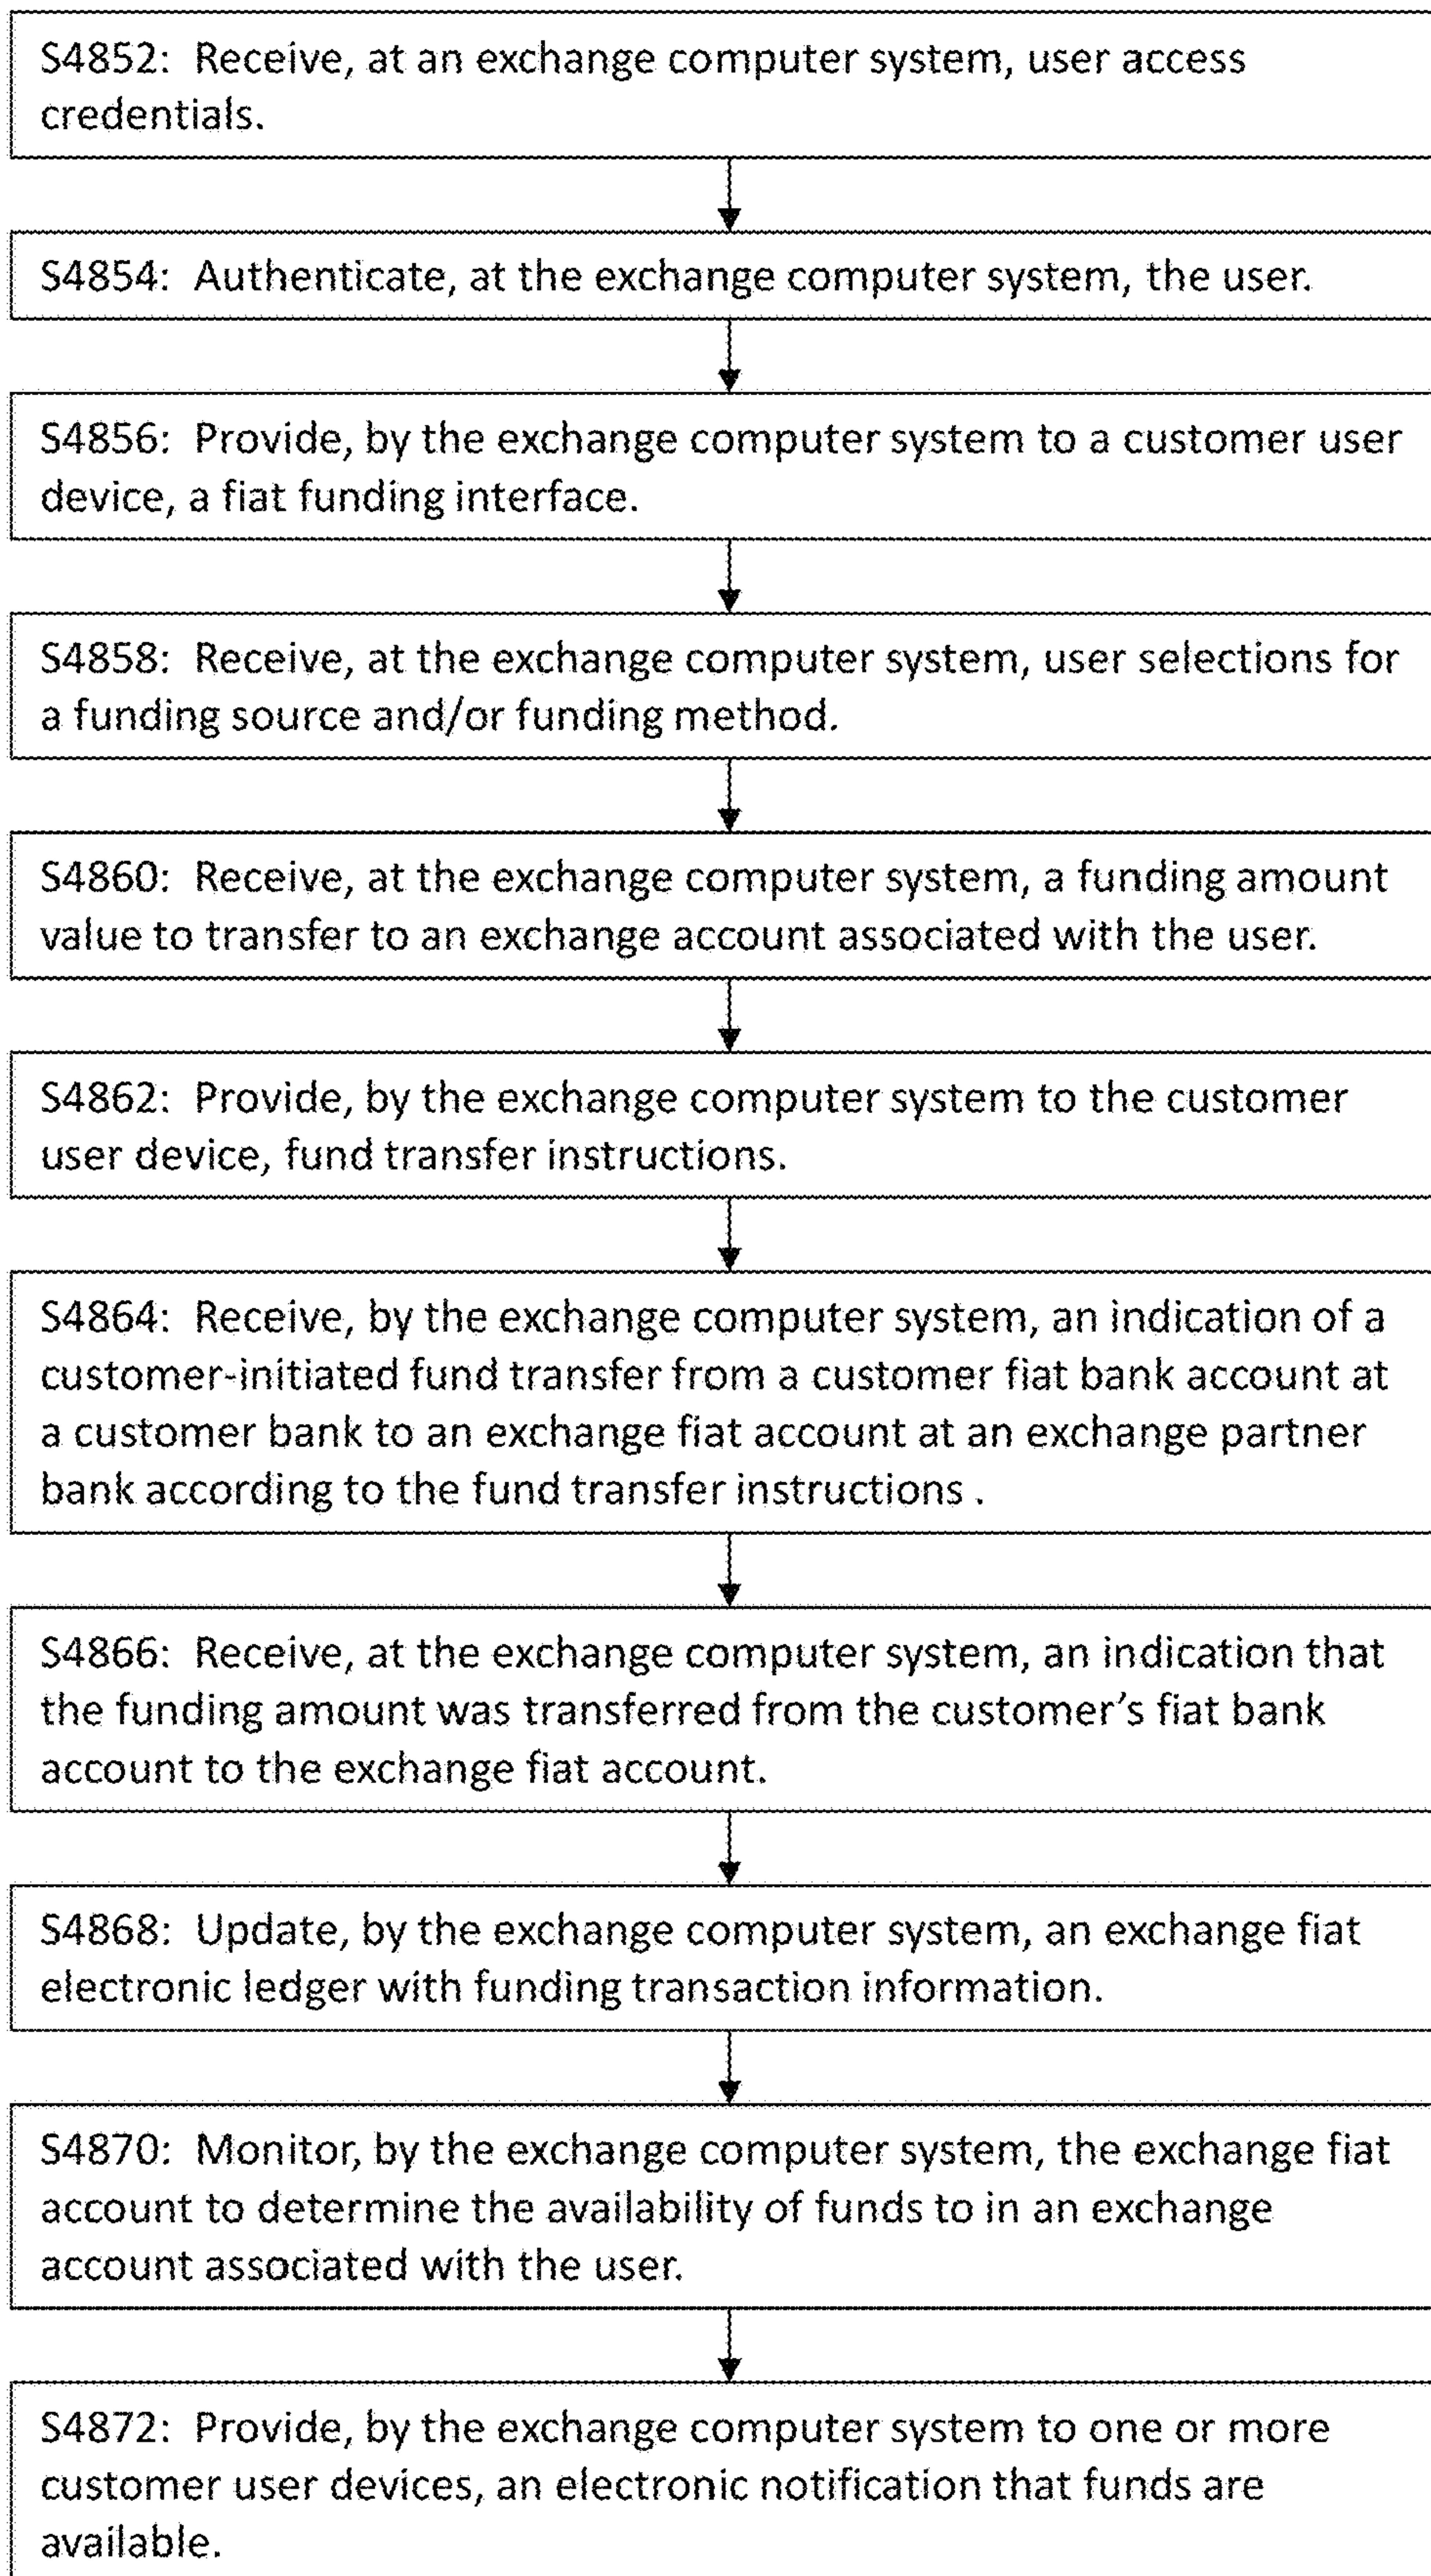 S4852: Receive, at an exchange computer system, user access
credentials.
S4854: Authenticate, at the exchange computer system, the user.
S4856: Provide, by the exchange computer system to a customer user
device, a fiat funding interface.
S4858: Receive, at the exchange computer system, user selections for
a funding source and/or funding method.
S4860: Receive, at the exchange computer system, a funding amount
value to transfer to an exchange account associated with the user.
S4862: Provide, by the exchange computer system to the customer
user device, fund transfer instructions.
S4864: Receive, by the exchange computer system, an indication of a
customer-initiated fund transfer from a customer fiat bank account at
a customer bank to an exchange fiat account at an exchange partner
bank according to the fund transfer instructions .
S4866: Receive, at the exchange computer system, an indication that
the funding amount was transferred from the customer's fiat bank
account to the exchange fiat account.
S4868: Update, by the exchange computer system, an exchange fiat
electronic ledger with funding transaction information.
S4870: Monitor, by the exchange computer system, the exchange fiat
account to determine the availability of funds to in an exchange
account associated with the user.
S4872: Provide, by the exchange computer system to one or more
customer user devices, an electronic notification that funds are
available.